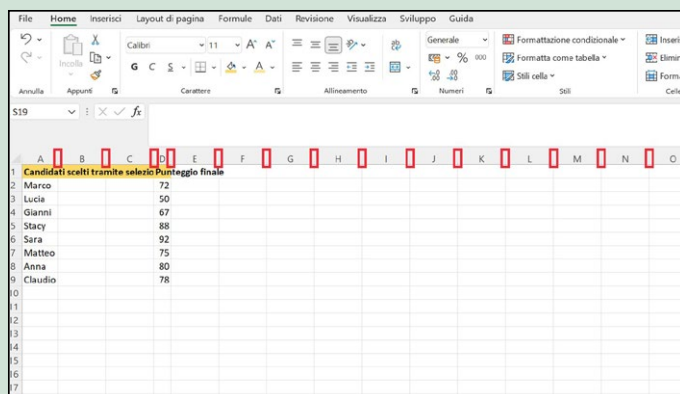 File Home Inserisci Layout di pagina Formule Dati Revisione Visualizza Sviluppo Guida
Calibri 11 A A Generale Formattazione condizionale Inseri
Incolla G C S A % 000 Formatta come tabella Elimin
Stili cella Forma
Annulla Appunti Carattere Allineamento Numeri Stili Celle
S19 fx
A B C D E F G H I J K L M N O
1 Candidati scelti tramite selezio Punteggio finale
2 Marco 72
3 Lucia 50
4 Gianni 67
5 Stacy 88
6 Sara 92
7 Matteo 75
8 Anna 80
9 Claudio 78
10
11
12
13
14
15
16
17